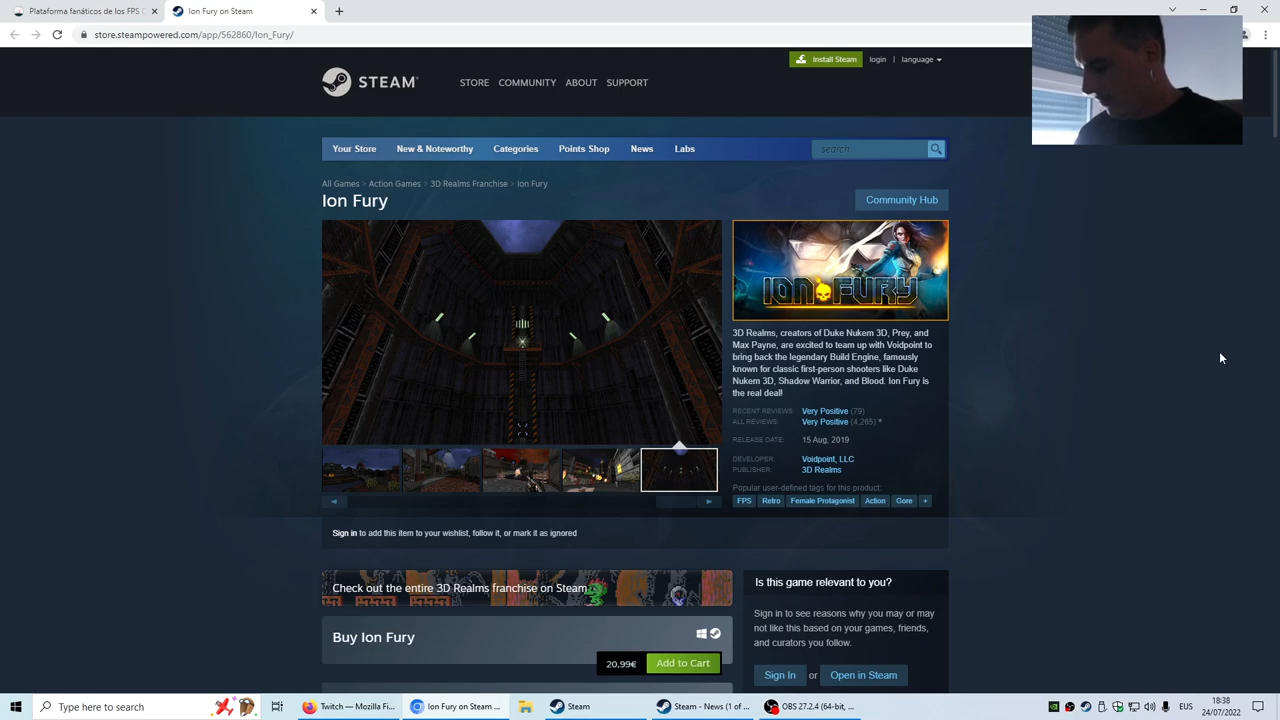 Plataforma fanáticos de los FPS C
Ion Fury on Steam
store.steampowered.com/app/562860/Ion_Fury/
Install Steam
login | language
STEAM
STORE COMMUNITY ABOUT SUPPORT
Your Store New & Noteworthy Categories Points Shop News Labs
search
All Games > Action Games > 3D Realms Franchise > Ion Fury
Ion Fury
Community Hub
ION FURY
3D Realms, creators of Duke Nukem 3D, Prey, and
Max Payne, are excited to team up with Voidpoint to
bring back the legendary Build Engine, famously
known for classic first-person shooters like Duke
Nukem 3D, Shadow Warrior, and Blood. Ion Fury is
the real deal!
RECENT REVIEWS: Very Positive (79)
ALL REVIEWS: Very Positive (4,265) *
RELEASE DATE: 15 Aug, 2019
DEVELOPER: Voidpoint, LLC
PUBLISHER: 3D Realms
Popular user-defined tags for this product:
FPS Retro Female Protagonist Action Gore +
Sign in to add this item to your wishlist, follow it, or mark it as ignored
Check out the entire 3D Realms franchise on Steam
Is this game relevant to you?
Sign in to see reasons why you may or may
not like this based on your games, friends,
and curators you follow.
Sign In or Open in Steam
Buy Ion Fury
20,99€ Add to Cart
Type here to search
Twitch — Mozilla Fi...
Ion Fury on Steam ...
Steam
Steam - News (1 of ...
OBS 27.2.4 (64-bit, ...
EUS
18:38
24/07/2022